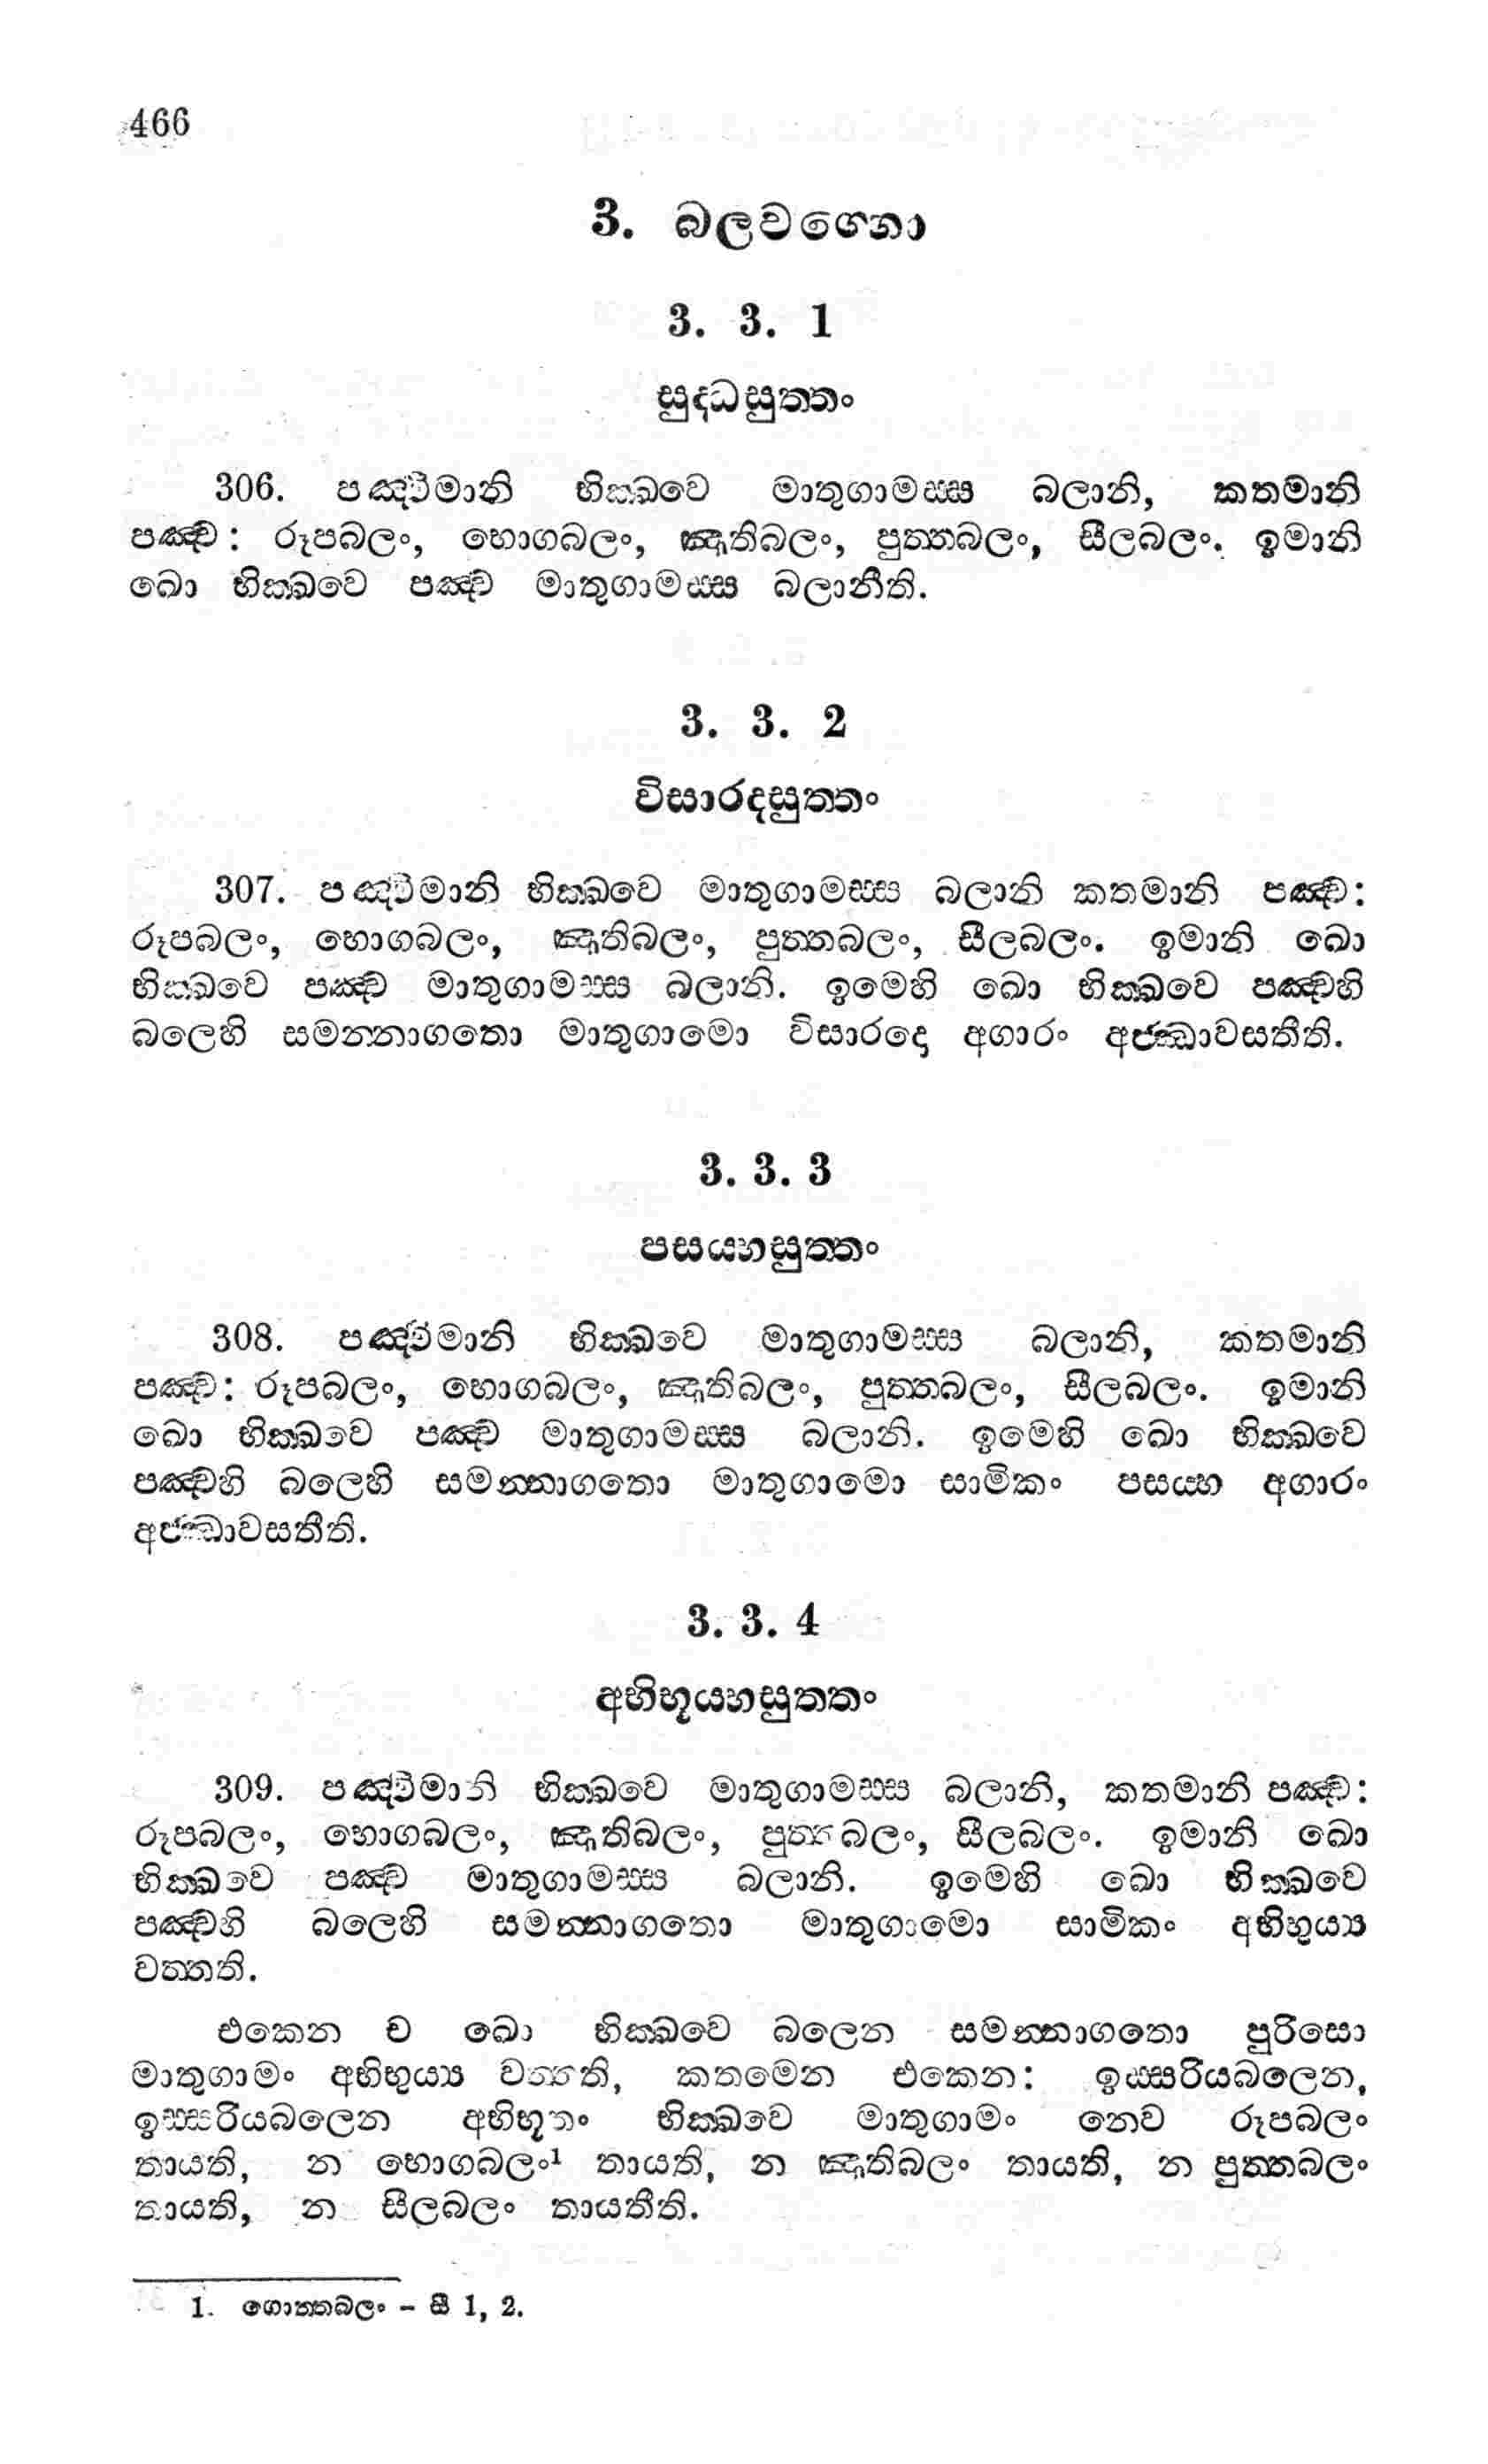 466
3. බලවග්ගො
3. 3. 1
සුද්ධසුත්තං
306. පඤ්චිමානි භික්ඛවෙ මාතුගාමස්ස බලානි, කතමානි
පඤ්ච: රූපබලං, භොගබලං, ඤාතිබලං, පුත්තබලං, සීලබලං. ඉමානි
ඛො භික්ඛවෙ පඤ්ච මාතුගාමස්ස බලානීති.
3. 3. 2
විසාරදසුත්තං
307. පඤ්චිමානි භික්ඛවෙ මාතුගාමස්ස බලානි කතමානි පඤ්ච:
රූපබලං, භොගබලං, ඤාතිබලං, පුත්තබලං, සීලබලං. ඉමානි ඛො
භික්ඛවෙ පඤ්ච මාතුගාමස්ස බලානි. ඉමෙහි ඛො භික්ඛවෙ පඤ්චහි
බලෙහි සමන්නාගතො මාතුගාමො විසාරදො අගාරං අජ්ඣාවසතීති.
3. 3. 3
පසය්හසුත්තං
308. පඤ්චිමානි භික්ඛවෙ මාතුගාමස්ස බලානි, කතමානි
පඤ්ච: රූපබලං, භොගබලං, ඤාතිබලං, පුත්තබලං, සීලබලං. ඉමානි
ඛො භික්ඛවෙ පඤ්ච මාතුගාමස්ස බලානි. ඉමෙහි ඛො භික්ඛවෙ
පඤ්චහි බලෙහි සමන්නාගතො මාතුගාමො සාමිකං පසය්හ අගාරං
අජ්ඣාවසතීති.
3. 3. 4
අභිභූයහසුත්තං
309. පඤ්චිමානි භික්ඛවෙ මාතුගාමස්ස බලානි, කතමානි පඤ්ච:
රූපබලං, භොගබලං, ඤාතිබලං, පුත්තබලං, සීලබලං. ඉමානි ඛො
භික්ඛවෙ පඤ්ච මාතුගාමස්ස බලානි. ඉමෙහි ඛො භික්ඛවෙ
පඤ්චහි බලෙහි සමන්නාගතො මාතුගාමො සාමිකං අභිභුය්‍ය
වත්තති.
එකෙන ච ඛො භික්ඛවෙ බලෙන සමන්නාගතො පුරිසො
මාතුගාමං අභිභුය්‍ය වත්තති, කතමෙන එකෙන: ඉස්සරියබලෙන,
ඉස්සරියබලෙන අභිභූතං භික්ඛවෙ මාතුගාමං නෙව රූපබලං
තායති, න භොගබලං¹ තායති, න ඤාතිබලං තායති, න පුත්තබලං
තායති, න සීලබලං තායතීති.
1. ගොත්තබලං - සී 1, 2.